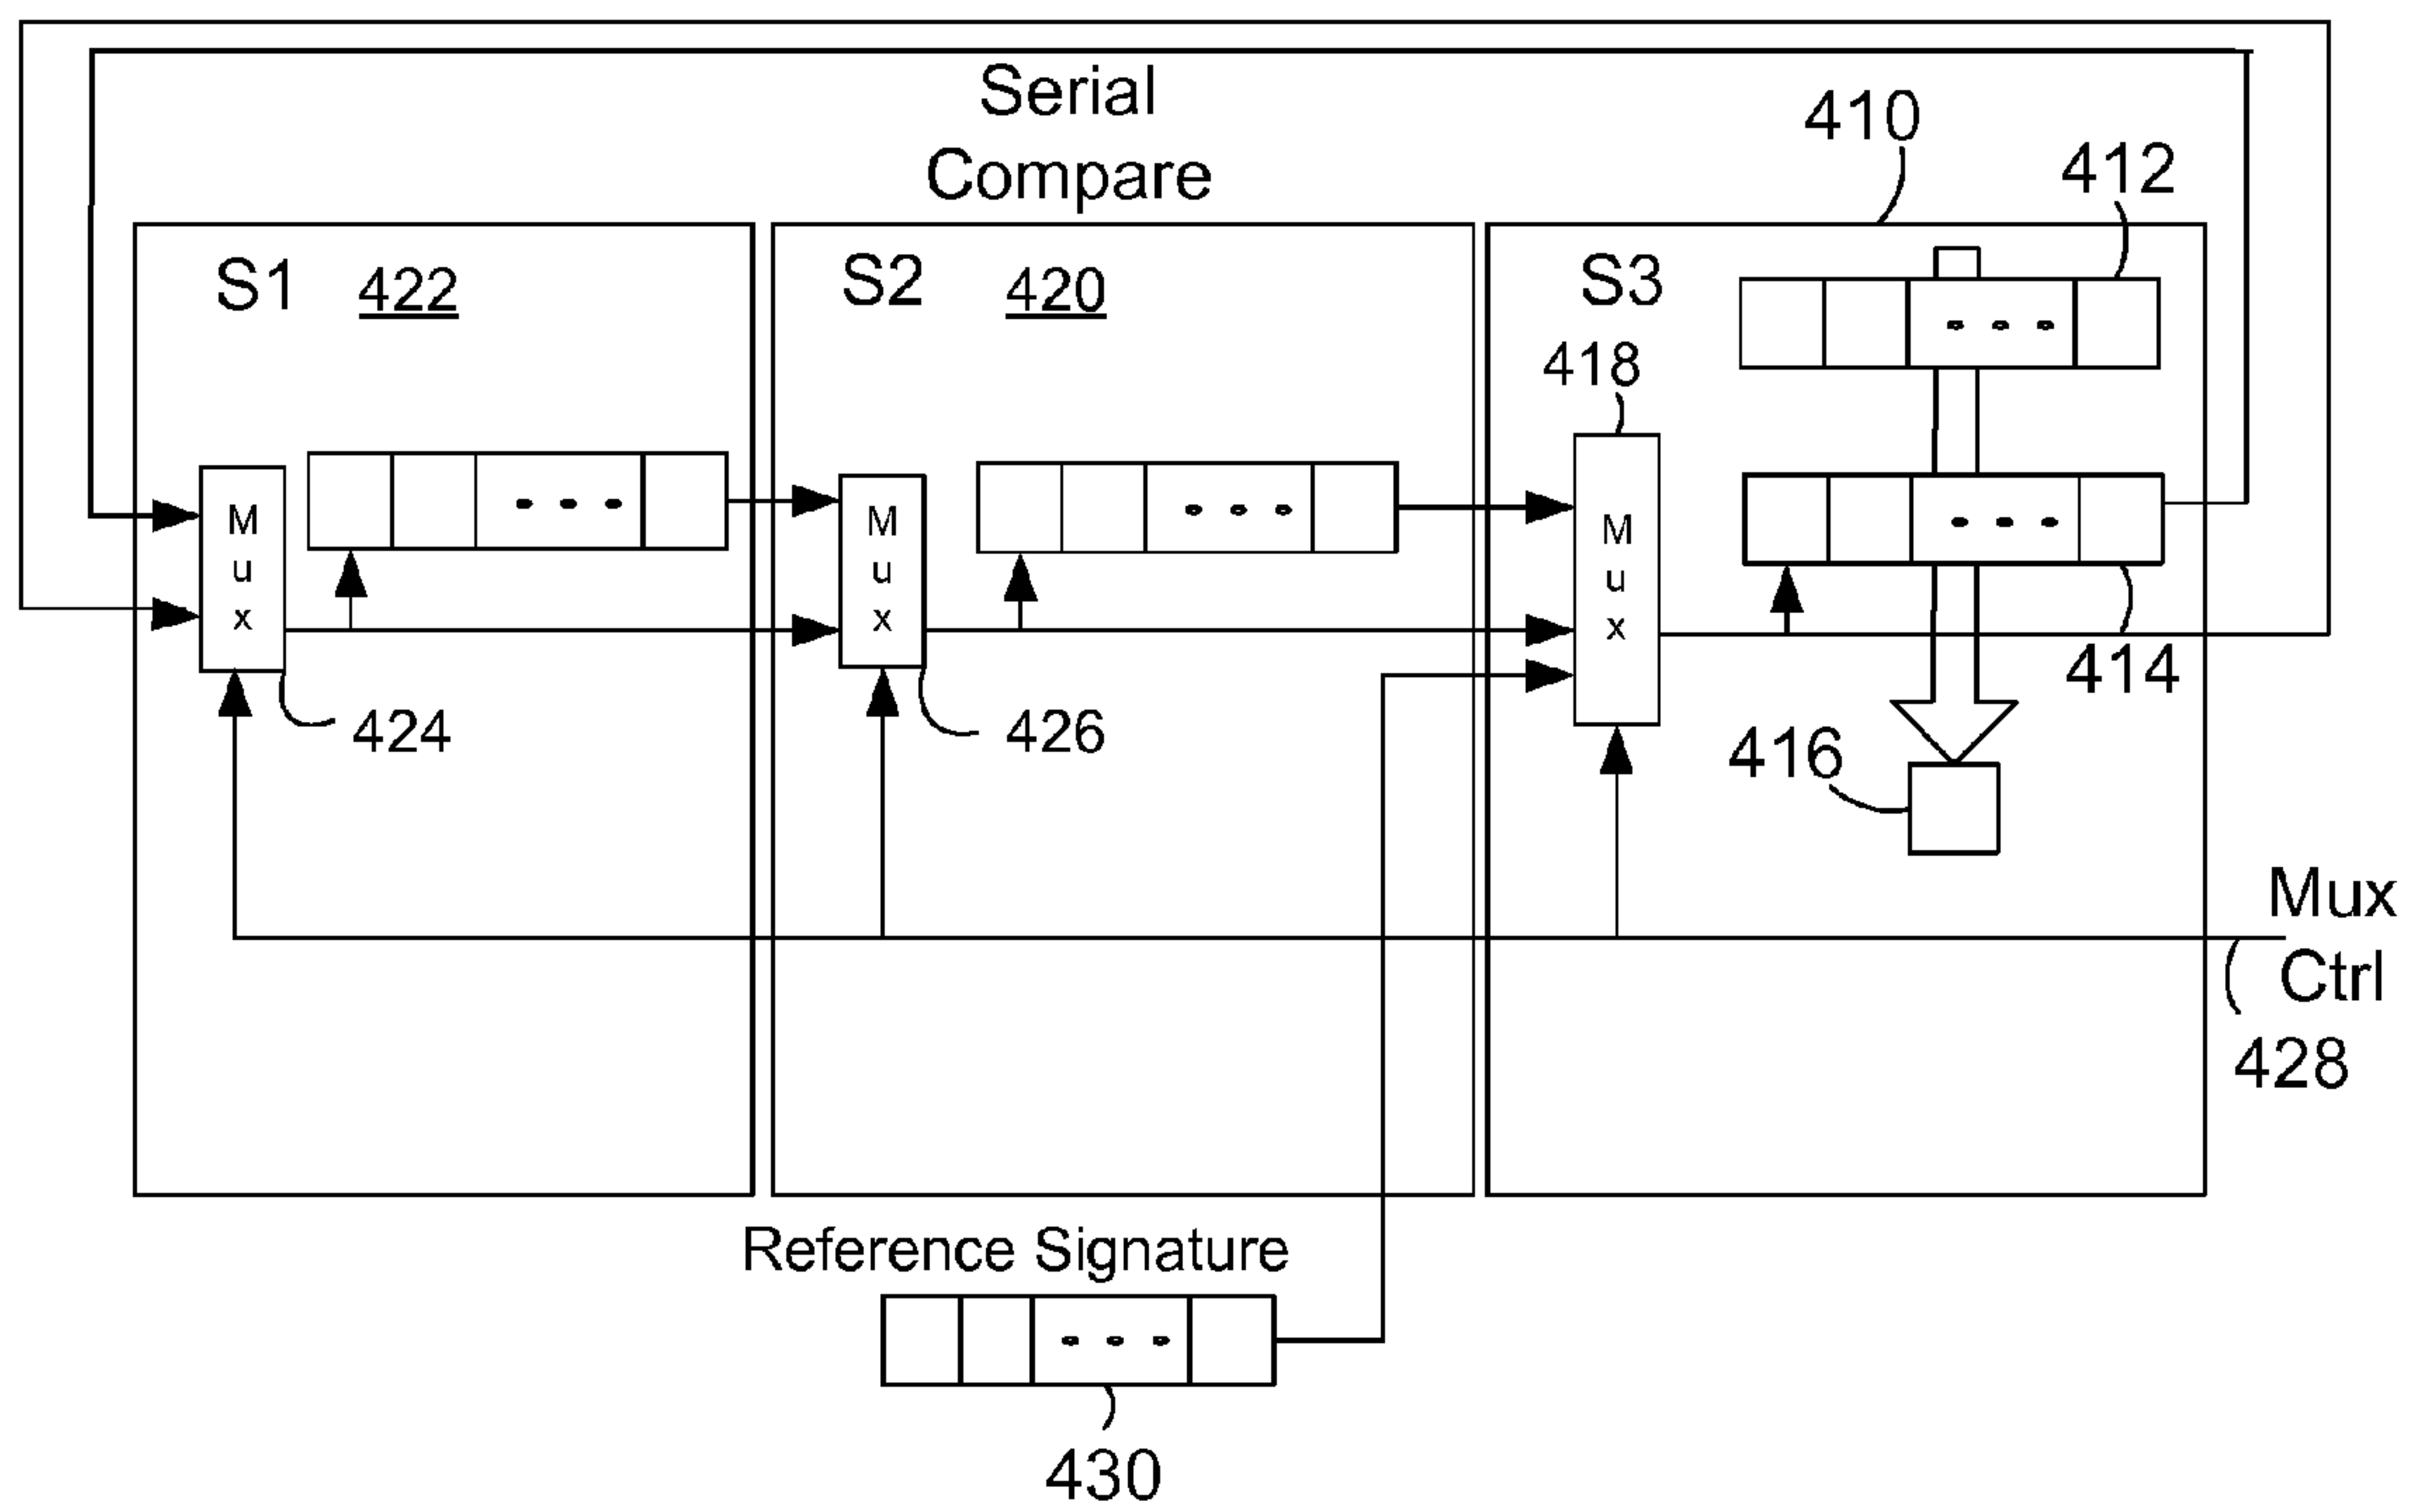 Serial
Compare
410
412
S1
422
S2
420
S3
418
M
u
x
M
u
x
M
u
x
424
426
414
416
Mux
Ctrl
428
Reference Signature
430